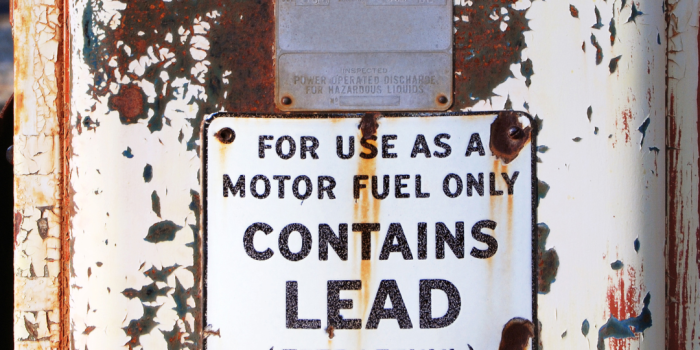 INSPECTED
POWER OPERATED DISCHARGE
FOR HAZARDOUS LIQUIDS
FOR USE AS A
MOTOR FUEL ONLY
CONTAINS
LEAD